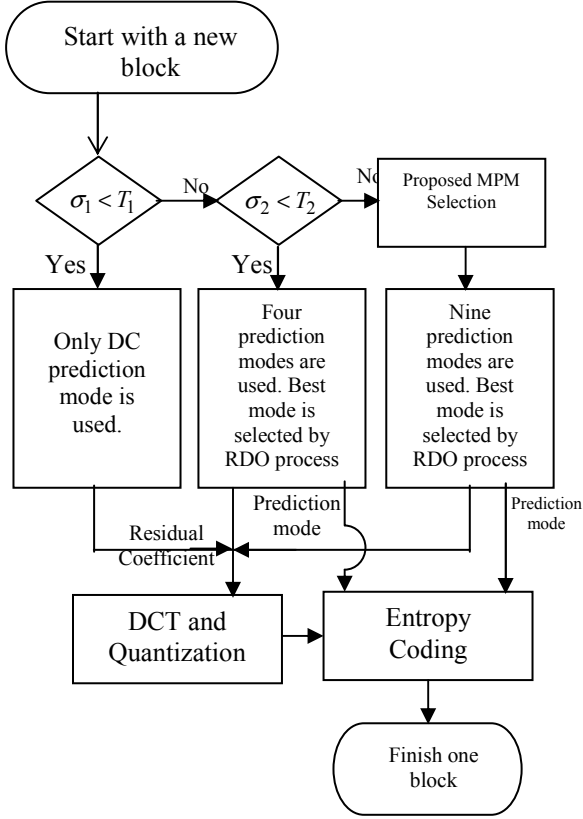 Start with a new
block
σ₁ < T₁
No
σ₂ < T₂
No
Proposed MPM
Selection
Yes
Yes
Only DC
prediction
mode is
used.
Four
prediction
modes are
used. Best
mode is
selected by
RDO process
Nine
prediction
modes are
used. Best
mode is
selected by
RDO process
Residual
Coefficient
Prediction
mode
Prediction
mode
DCT and
Quantization
Entropy
Coding
Finish one
block